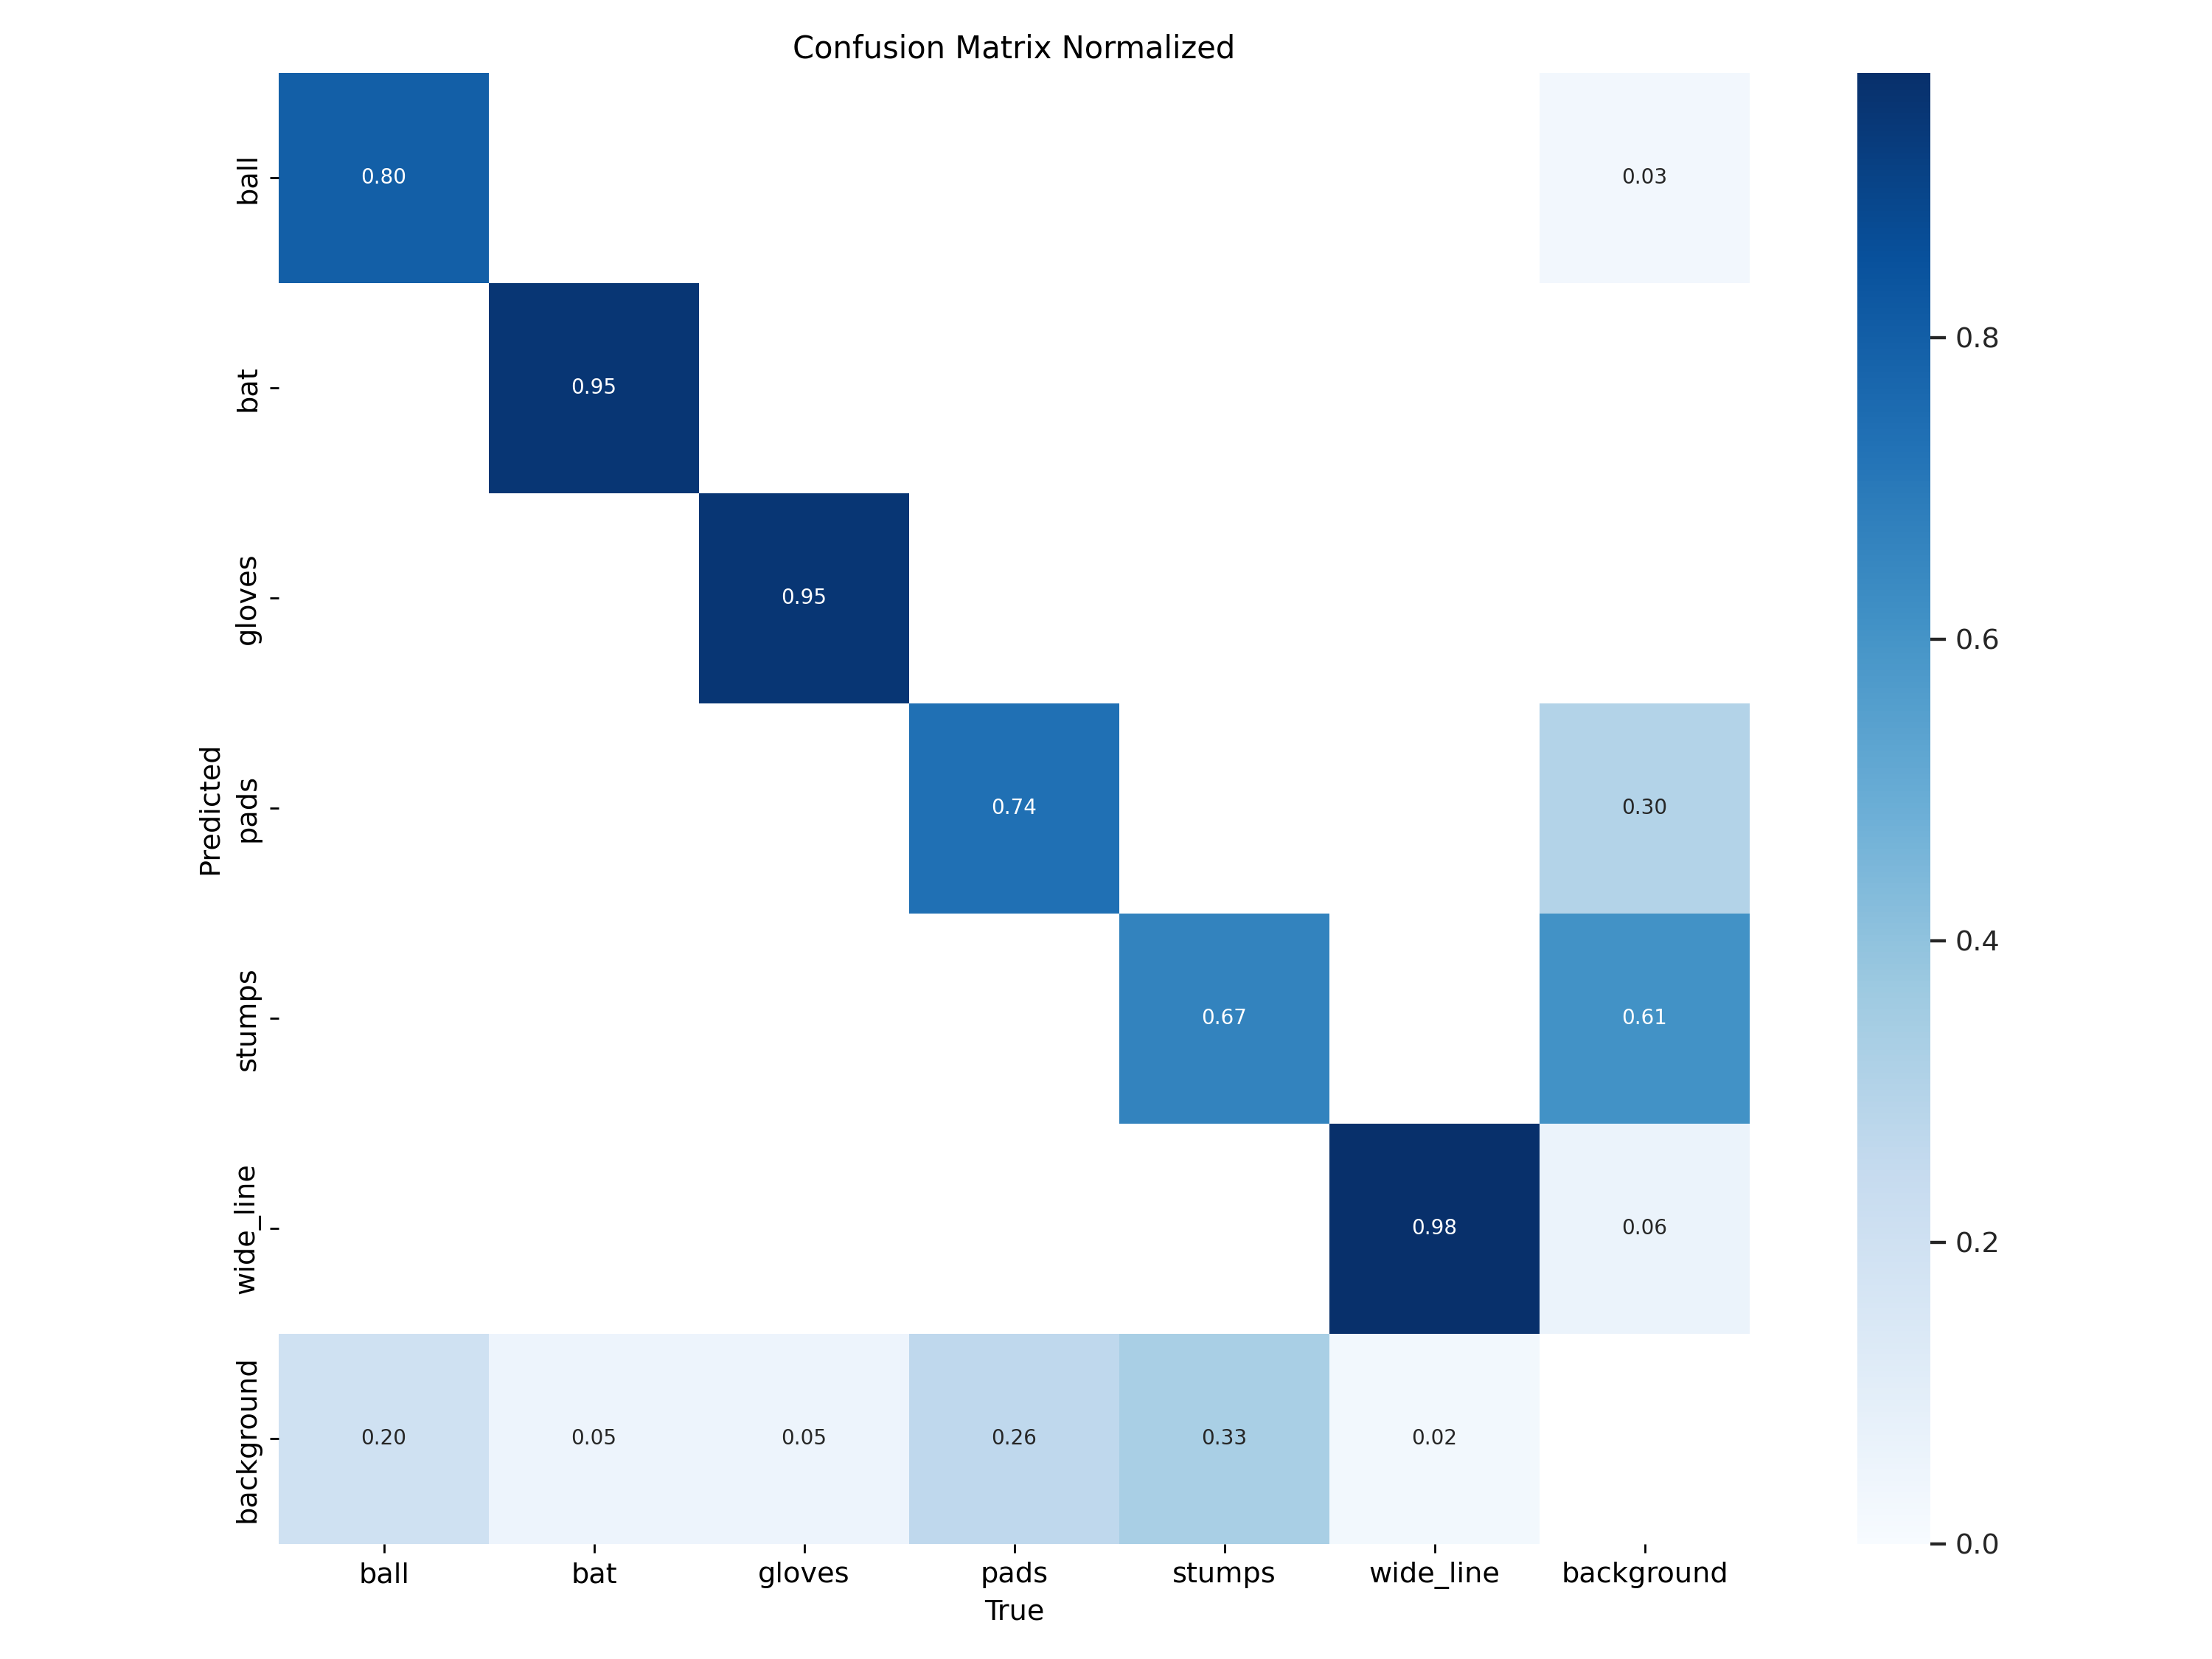 Confusion Matrix Normalized
ball
0.80
0.03
0.8
bat
0.95
gloves
0.95
0.6
Predicted
pads
0.74
0.30
0.4
stumps
0.67
0.61
wide_line
0.98
0.06
0.2
background
0.20 0.05 0.05 0.26 0.33 0.02
0.0
ball bat gloves pads stumps wide_line background
True